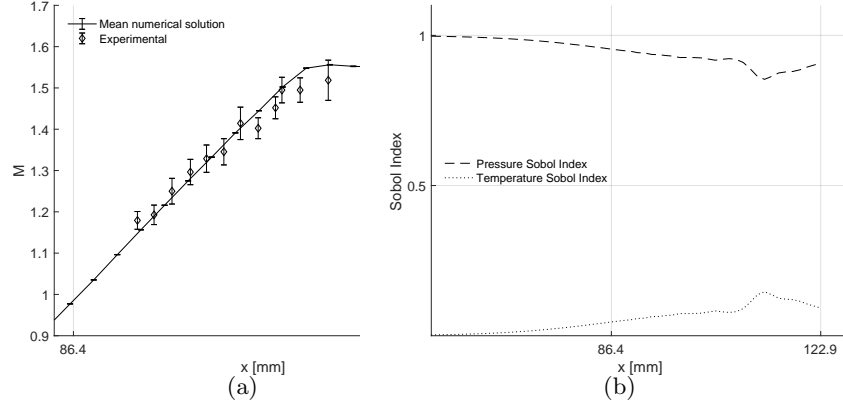 1.7
1.6
1.5
1.4
1.3
1.2
1.1
1
0.9
M
Mean numerical solution
Experimental
86.4
x [mm]
(a)
1
0.5
Sobol Index
Pressure Sobol Index
Temperature Sobol Index
86.4
122.9
x [mm]
(b)